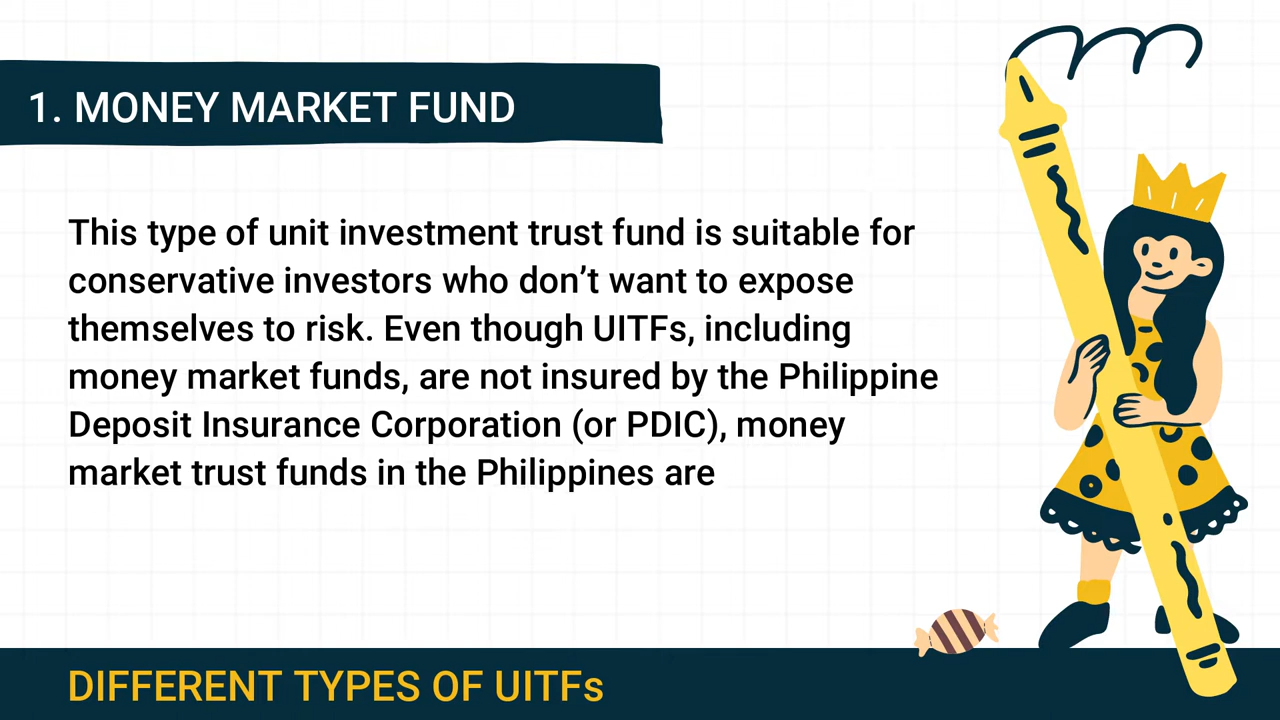 1. MONEY MARKET FUND
This type of unit investment trust fund is suitable for
conservative investors who don’t want to expose
themselves to risk. Even though UITFs, including
money market funds, are not insured by the Philippine
Deposit Insurance Corporation (or PDIC), money
market trust funds in the Philippines are
DIFFERENT TYPES OF UITFs